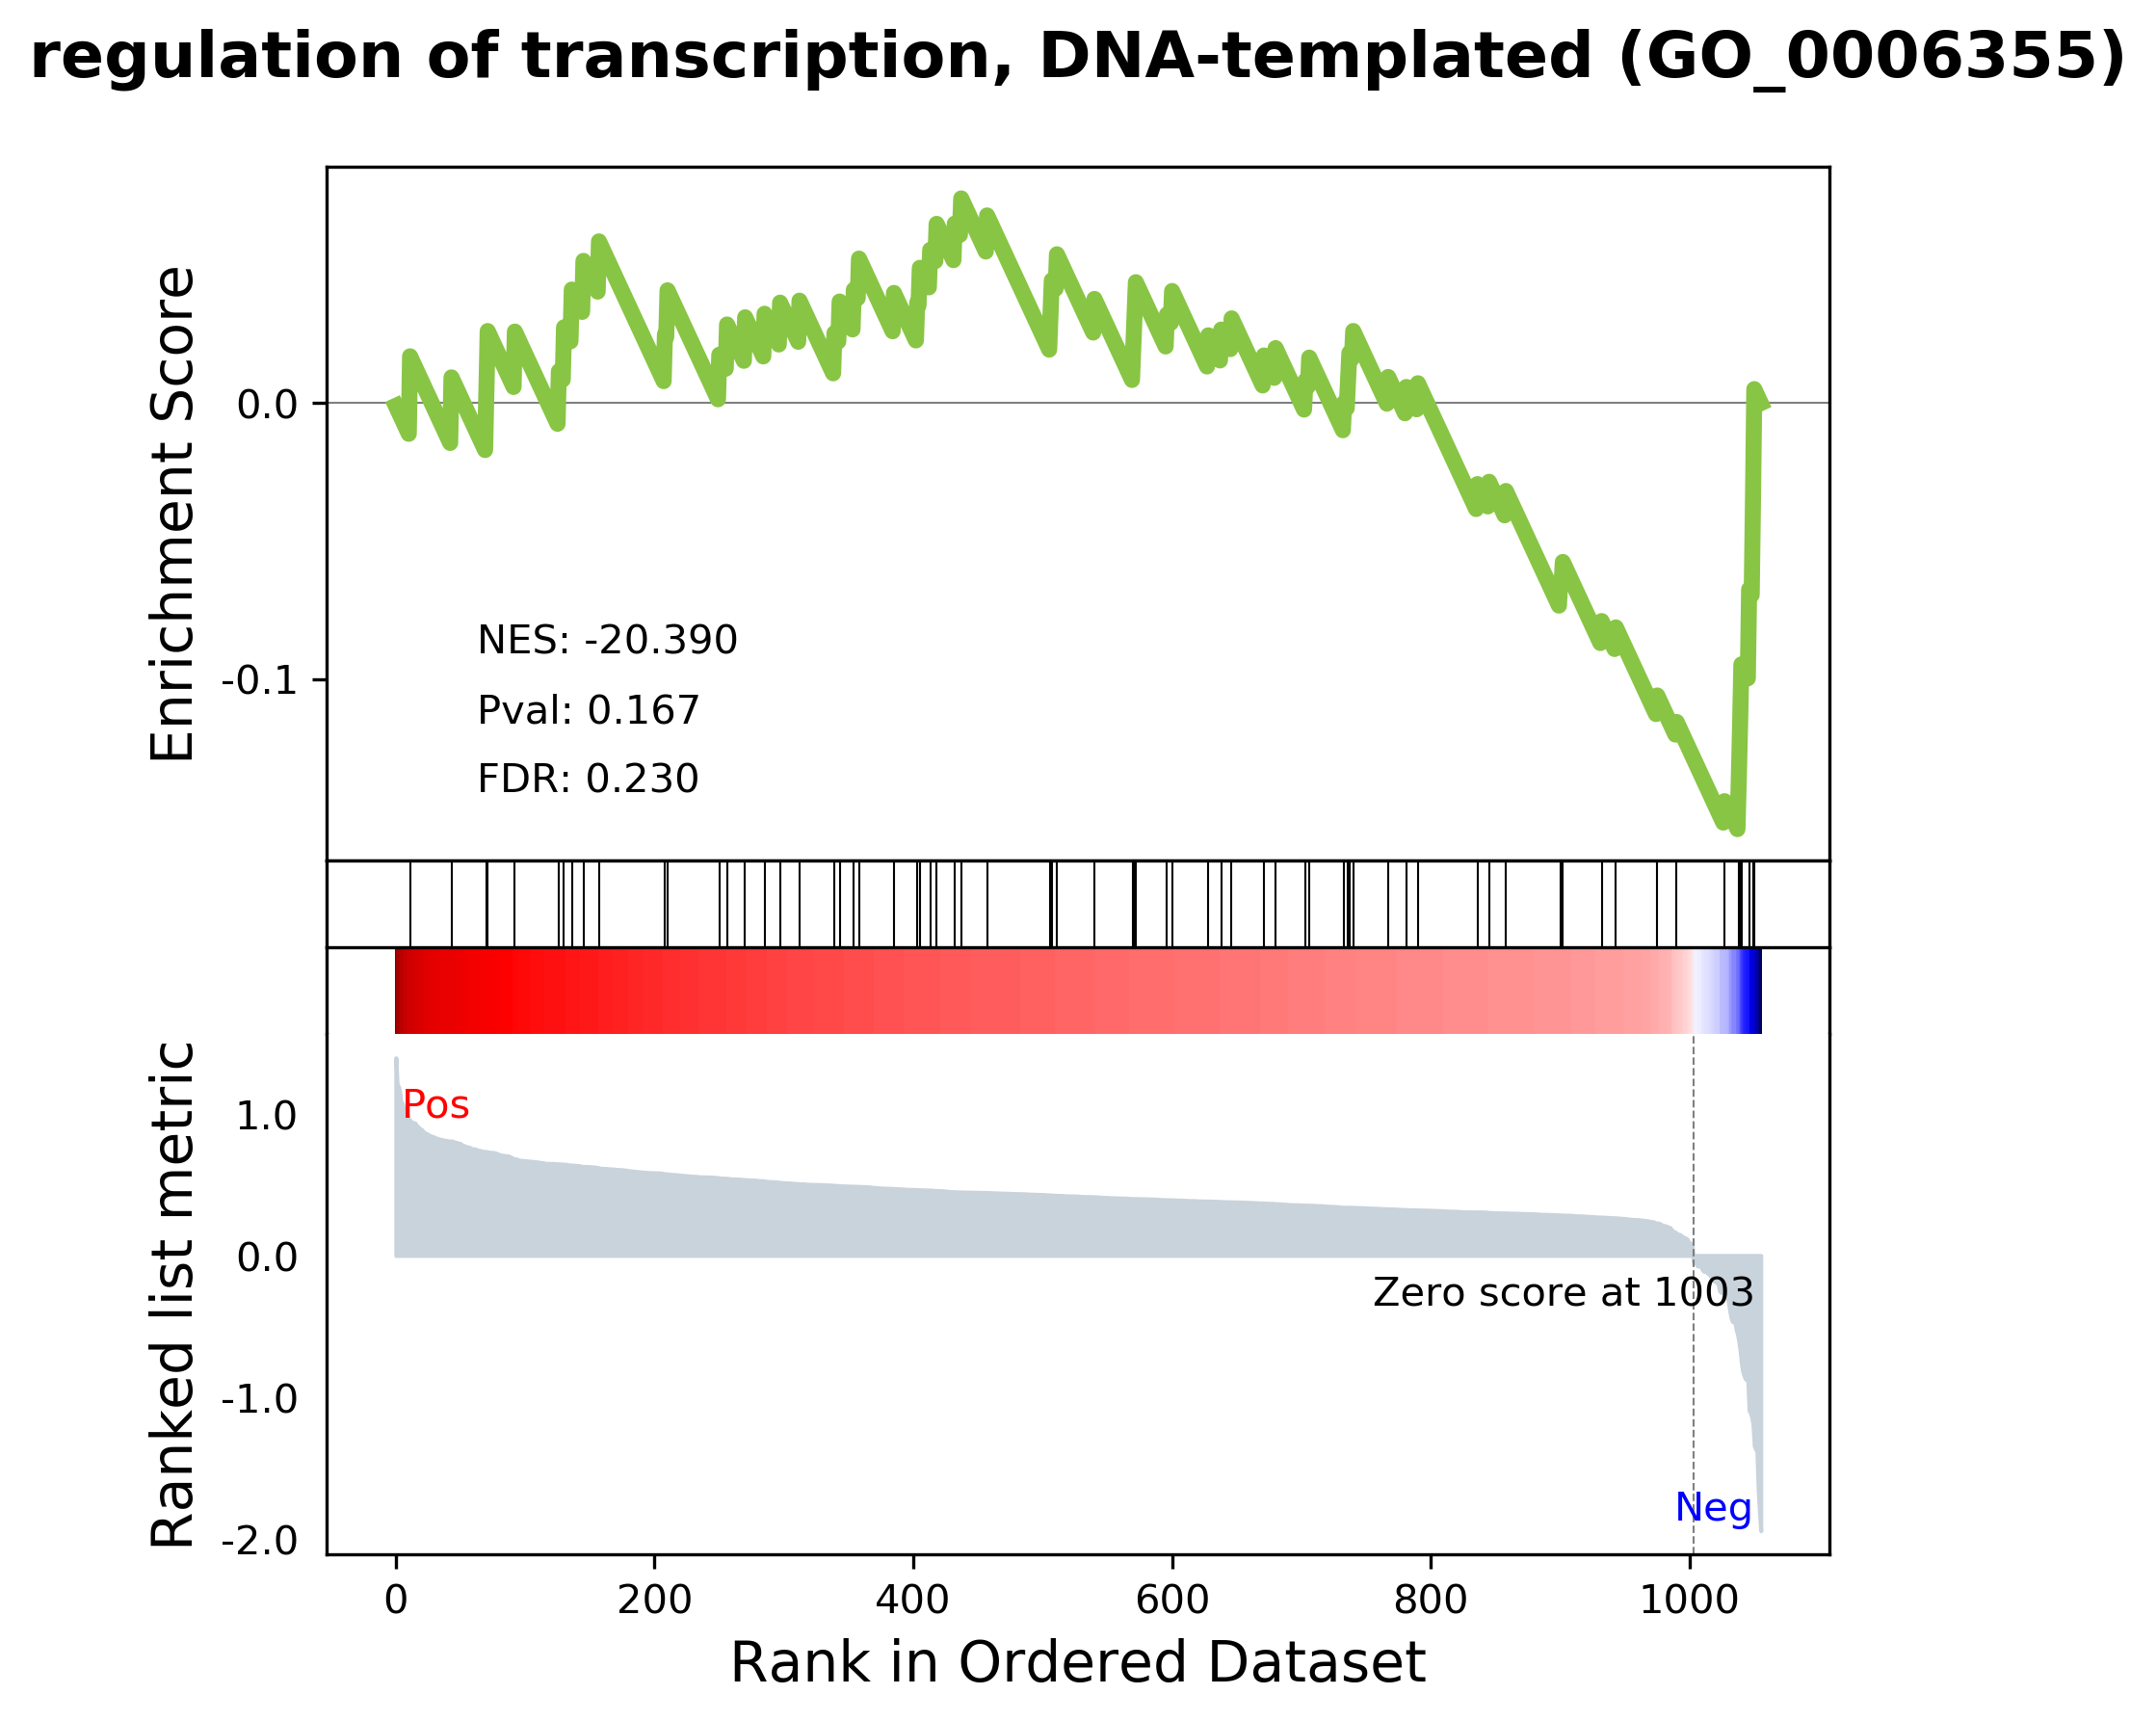 regulation of transcription, DNA-templated (GO_0006355)
Enrichment Score
0.0
-0.1
NES: -20.390
Pval: 0.167
FDR: 0.230
Ranked list metric
1.0
0.0
-1.0
-2.0
Pos
Zero score at 1003
Neg
0 200 400 600 800 1000
Rank in Ordered Dataset